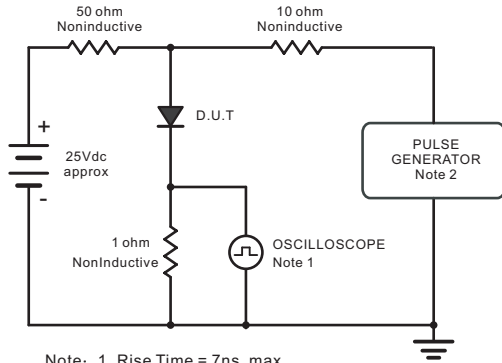 50 ohm
Noninductive
10 ohm
Noninductive
D.U.T
+
25Vdc
approx
-
PULSE
GENERATOR
Note 2
1 ohm
NonInductive
OSCILLOSCOPE
Note 1
Note: 1. Rise Time = 7ns max.